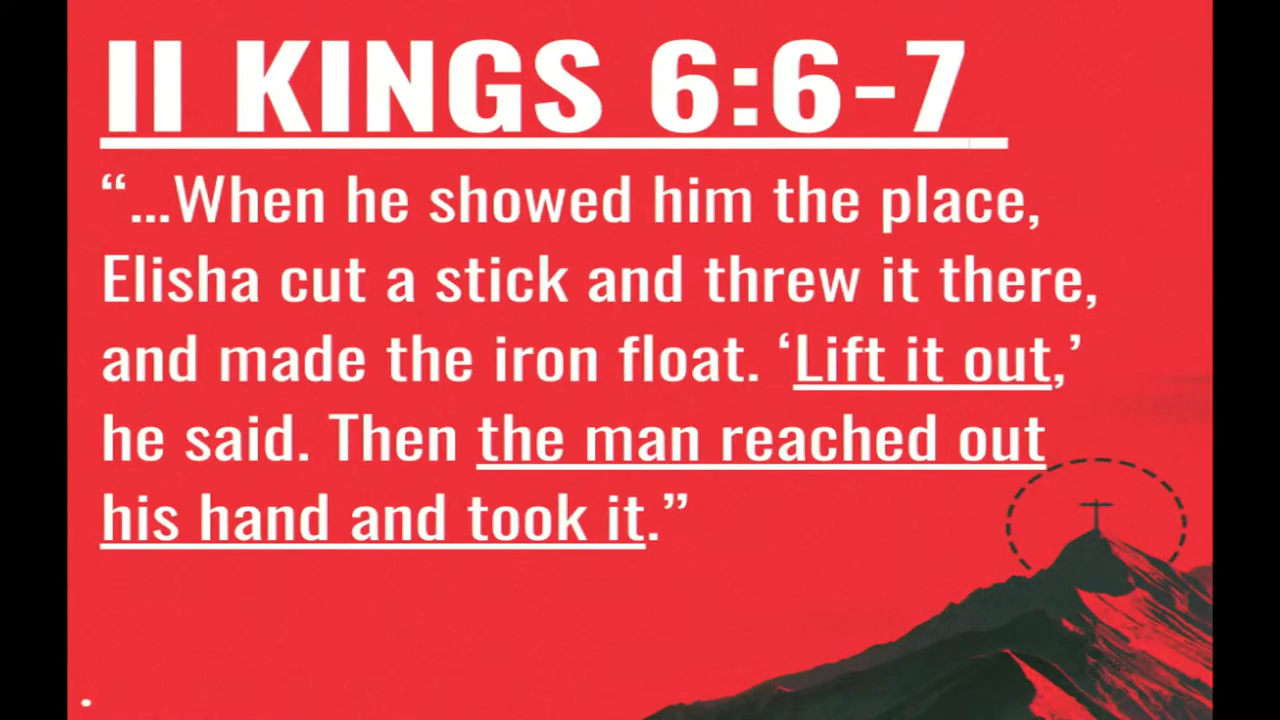 II KINGS 6:6-7
“...When he showed him the place,
Elisha cut a stick and threw it there,
and made the iron float. ‘Lift it out,’
he said. Then the man reached out
his hand and took it.”